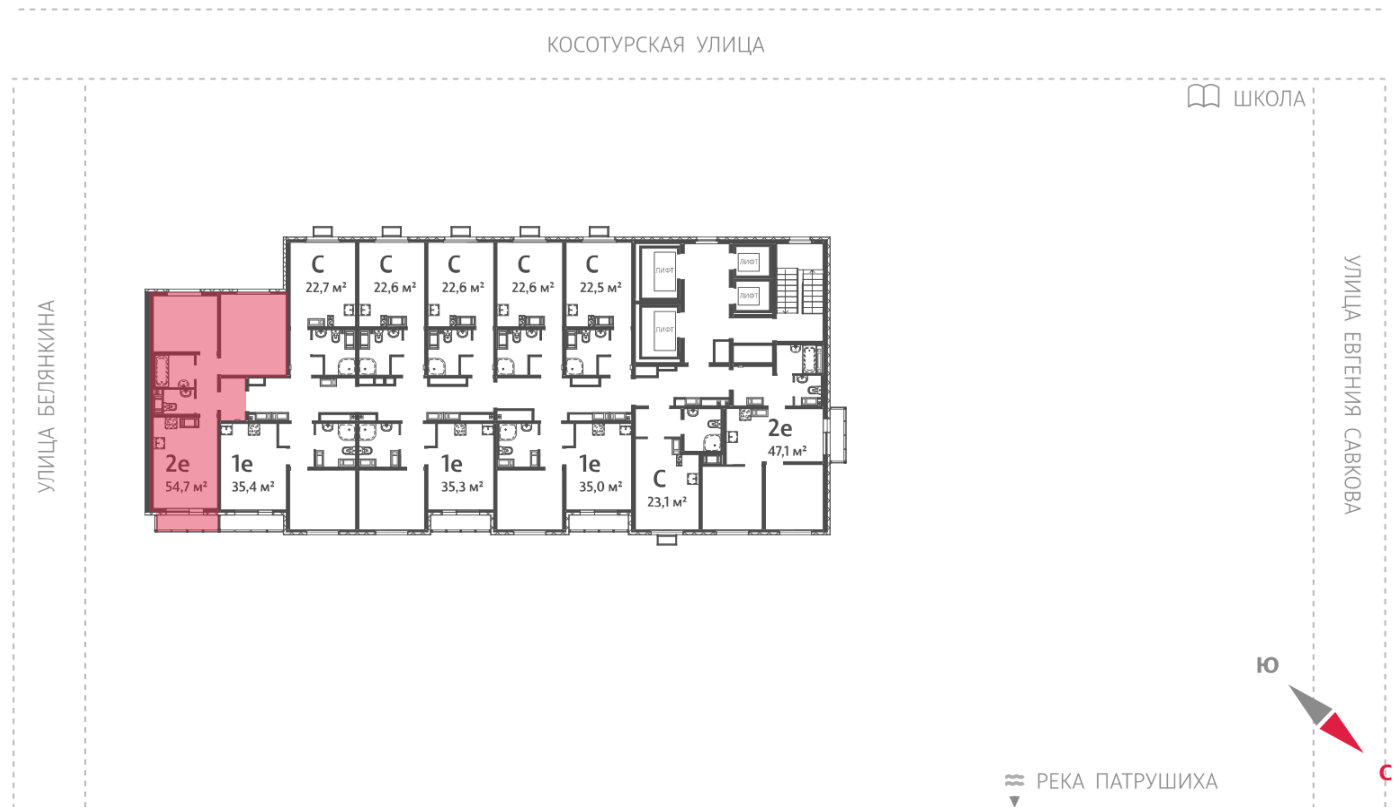 КОСОТУРСКАЯ УЛИЦА
ШКОЛА
УЛИЦА БЕЛЯНКИНА
УЛИЦА ЕВГЕНИЯ САВКОВА
С
22,7 м²
С
22,6 м²
С
22,6 м²
С
22,6 м²
С
22,5 м²
ЛИФТ
ЛИФТ
ЛИФТ
ЛИФТ
2е
54,7 м²
1е
35,4 м²
1е
35,3 м²
1е
35,0 м²
С
23,1 м²
2е
47,1 м²
Ю
С
РЕКА ПАТРУШИХА